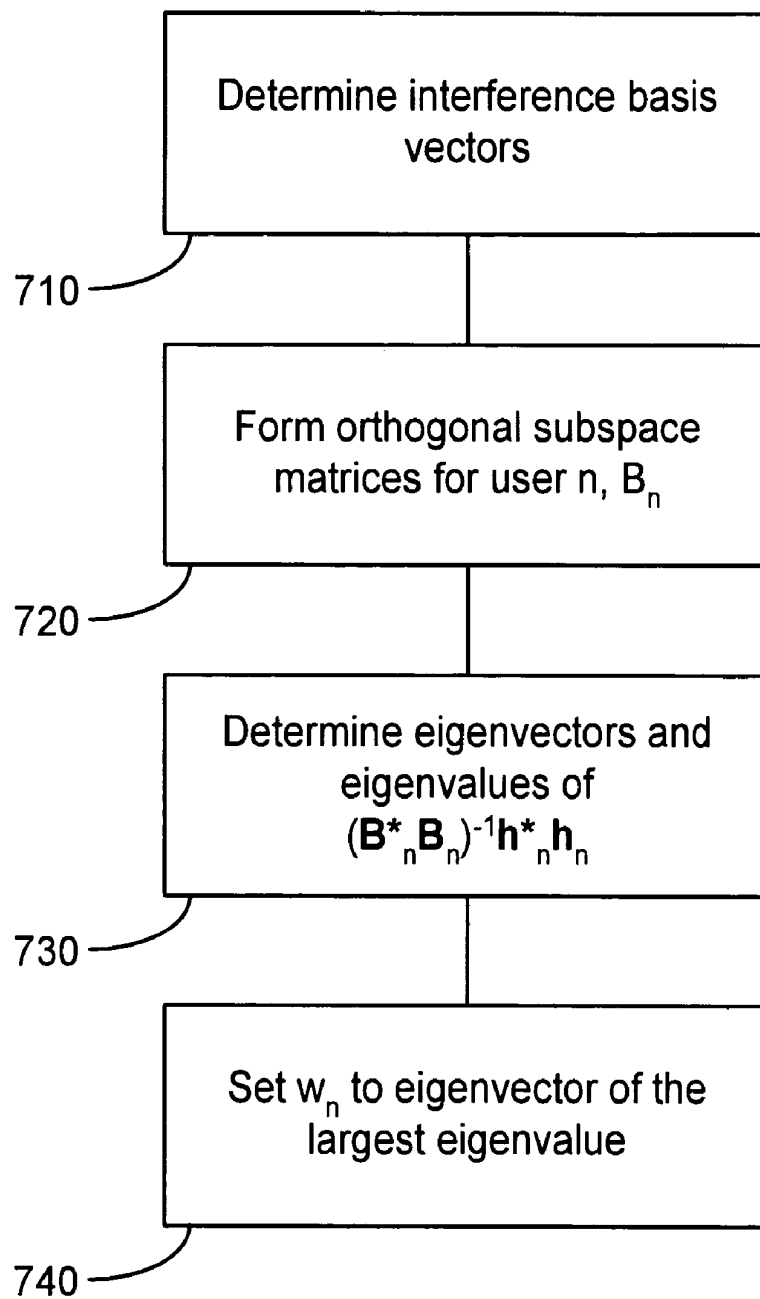 Determine interference basis
vectors
710
Form orthogonal subspace
matrices for user n, Bₙ
720
Determine eigenvectors and
eigenvalues of
(B*ₙBₙ)⁻¹h*ₙhₙ
730
Set wₙ to eigenvector of the
largest eigenvalue
740